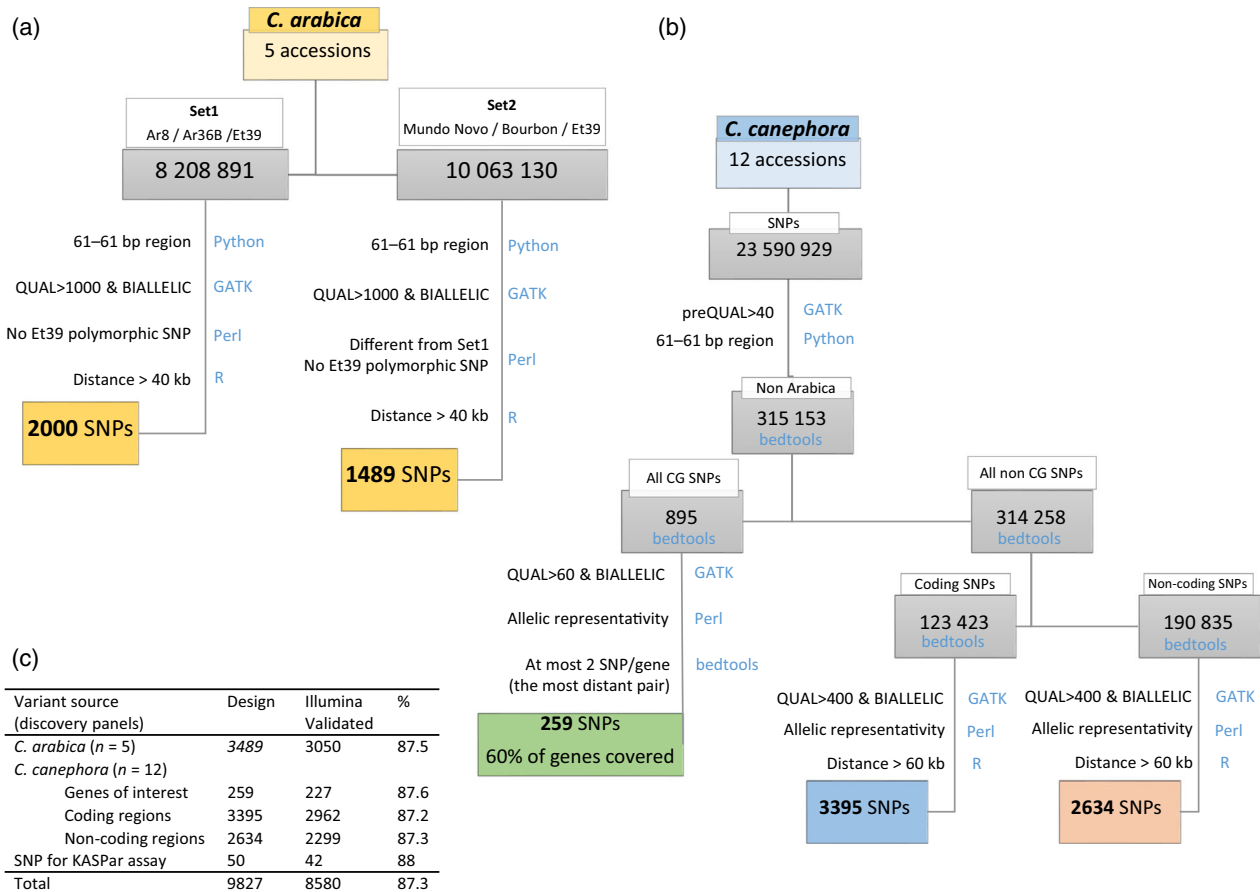 (a)
C. arabica
5 accessions
Set1
Ar8 / Ar36B /Et39
8 208 891
Set2
Mundo Novo / Bourbon / Et39
10 063 130
61–61 bp region Python
QUAL>1000 & BIALLELIC GATK
No Et39 polymorphic SNP Perl
Distance > 40 kb R
2000 SNPs
61–61 bp region Python
QUAL>1000 & BIALLELIC GATK
Different from Set1
No Et39 polymorphic SNP Perl
Distance > 40 kb R
1489 SNPs
(b)
C. canephora
12 accessions
SNPs
23 590 929
preQUAL>40 GATK
61–61 bp region Python
Non Arabica
315 153
bedtools
All CG SNPs
895
bedtools
QUAL>60 & BIALLELIC GATK
Allelic representativity Perl
At most 2 SNP/gene bedtools
(the most distant pair)
259 SNPs
60% of genes covered
All non CG SNPs
314 258
bedtools
Coding SNPs
123 423
bedtools
QUAL>400 & BIALLELIC GATK
Allelic representativity Perl
Distance > 60 kb R
3395 SNPs
Non-coding SNPs
190 835
bedtools
QUAL>400 & BIALLELIC GATK
Allelic representativity Perl
Distance > 60 kb R
2634 SNPs
(c)
Variant source Design Illumina %
(discovery panels) Validated
C. arabica (n = 5) 3489 3050 87.5
C. canephora (n = 12)
Genes of interest 259 227 87.6
Coding regions 3395 2962 87.2
Non-coding regions 2634 2299 87.3
SNP for KASPar assay 50 42 88
Total 9827 8580 87.3